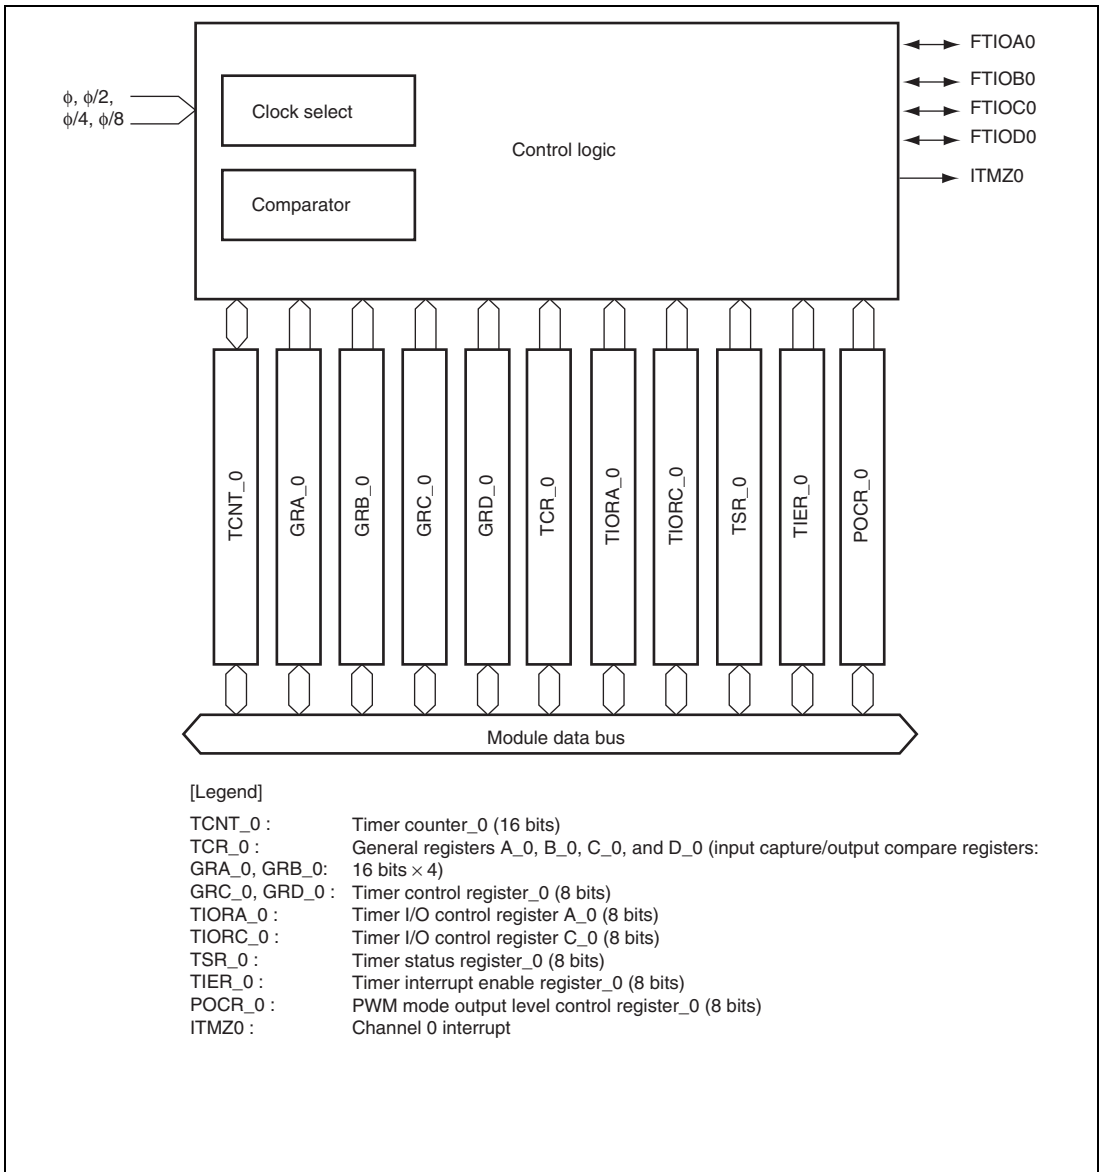 FTIOA0
φ, φ/2,
φ/4, φ/8
Clock select
FTIOB0
FTIOC0
FTIOD0
Control logic
ITMZ0
Comparator
TCNT_0
GRA_0
GRB_0
GRC_0
GRD_0
TCR_0
TIORA_0
TIORC_0
TSR_0
TIER_0
POCR_0
Module data bus
[Legend]
TCNT_0 : Timer counter_0 (16 bits)
TCR_0 : General registers A_0, B_0, C_0, and D_0 (input capture/output compare registers:
GRA_0, GRB_0: 16 bits × 4)
GRC_0, GRD_0 : Timer control register_0 (8 bits)
TIORA_0 : Timer I/O control register A_0 (8 bits)
TIORC_0 : Timer I/O control register C_0 (8 bits)
TSR_0 : Timer status register_0 (8 bits)
TIER_0 : Timer interrupt enable register_0 (8 bits)
POCR_0 : PWM mode output level control register_0 (8 bits)
ITMZ0 : Channel 0 interrupt